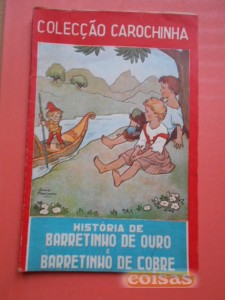 COLECÇÃO CAROCHINHA
HISTÓRIA DE
BARRETINHO DE OURO
E
BARRETINHO DE COBRE
coisas